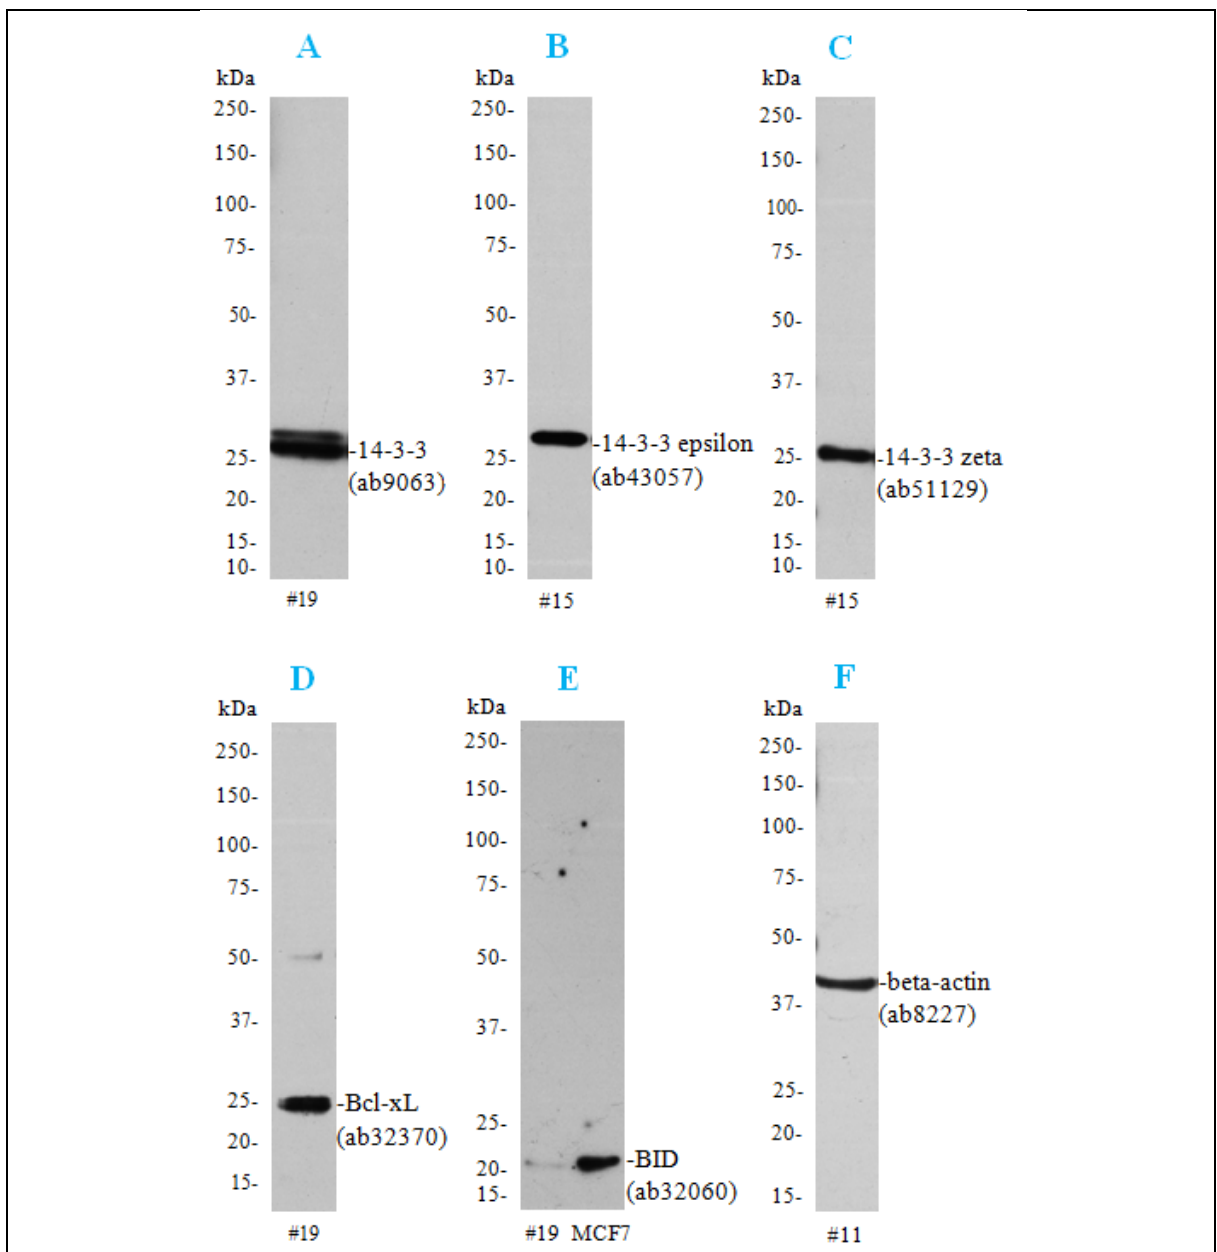 A
kDa
250-
150-
100-
75-
50-
37-
25-
20-
15-
10-
-14-3-3
(ab9063)
#19
B
kDa
250-
150-
100-
75-
50-
37-
25-
20-
15-
10-
-14-3-3 epsilon
(ab43057)
#15
C
kDa
250-
150-
100-
75-
50-
37-
25-
20-
15-
10-
-14-3-3 zeta
(ab51129)
#15
D
kDa
250-
150-
100-
75-
50-
37-
25-
20-
15-
-Bcl-xL
(ab32370)
#19
E
kDa
250-
150-
100-
75-
50-
37-
25-
20-
15-
-BID
(ab32060)
#19 MCF7
F
kDa
250-
150-
100-
75-
50-
37-
25-
20-
15-
-beta-actin
(ab8227)
#11